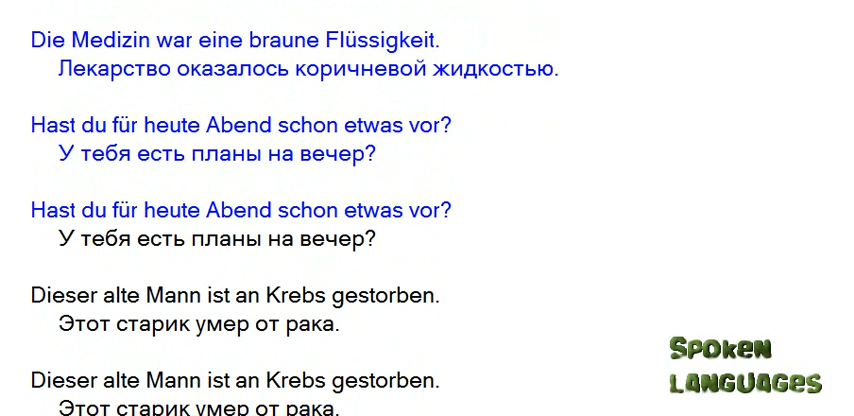 Die Medizin war eine braune Flüssigkeit.
Лекарство оказалось коричневой жидкостью.
Hast du für heute Abend schon etwas vor?
У тебя есть планы на вечер?
Hast du für heute Abend schon etwas vor?
У тебя есть планы на вечер?
Dieser alte Mann ist an Krebs gestorben.
Этот старик умер от рака.
Dieser alte Mann ist an Krebs gestorben.
Этот старик умер от рака.
Spoken
Languages